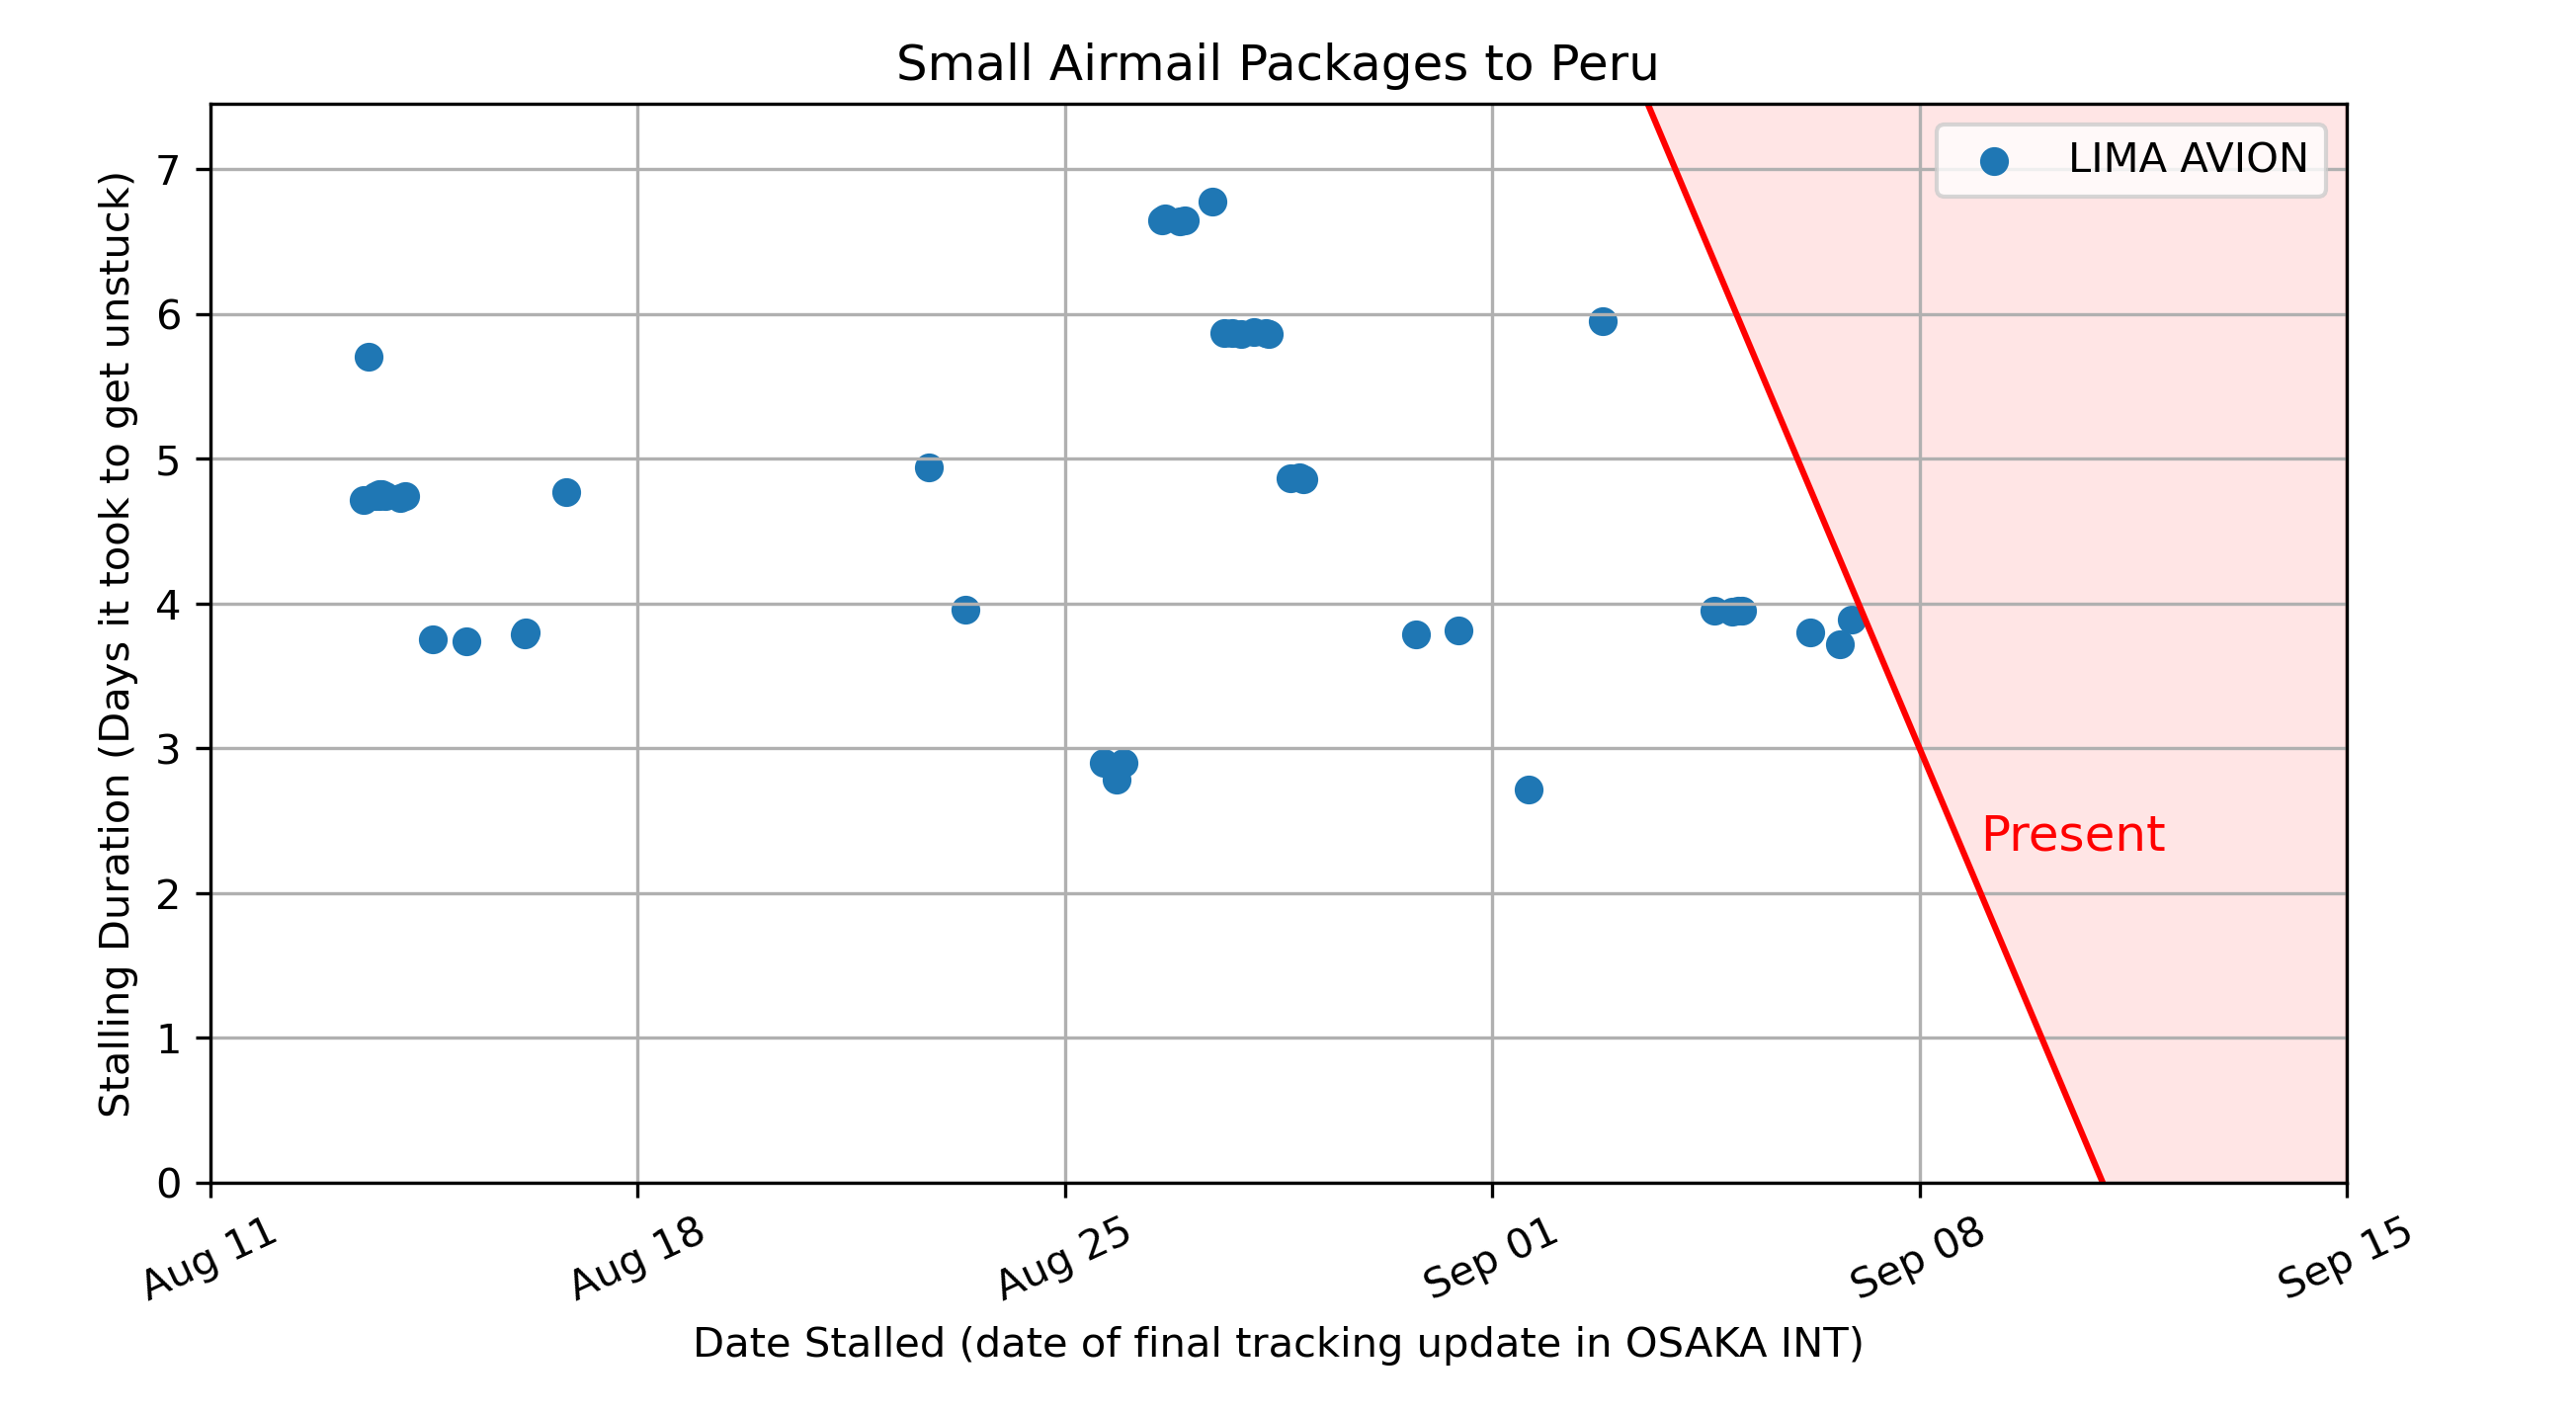 Small Airmail Packages to Peru
LIMA AVION
Stalling Duration (Days it took to get unstuck)
7
6
5
4
3
2
1
0
Present
Aug 11
Aug 18
Aug 25
Sep 01
Sep 08
Sep 15
Date Stalled (date of final tracking update in OSAKA INT)